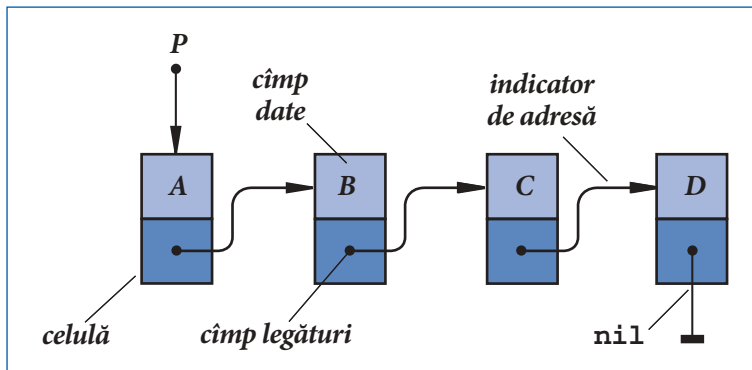 P
cîmp
date
indicator
de adresă
A
B
C
D
celulă
cîmp legături
nil